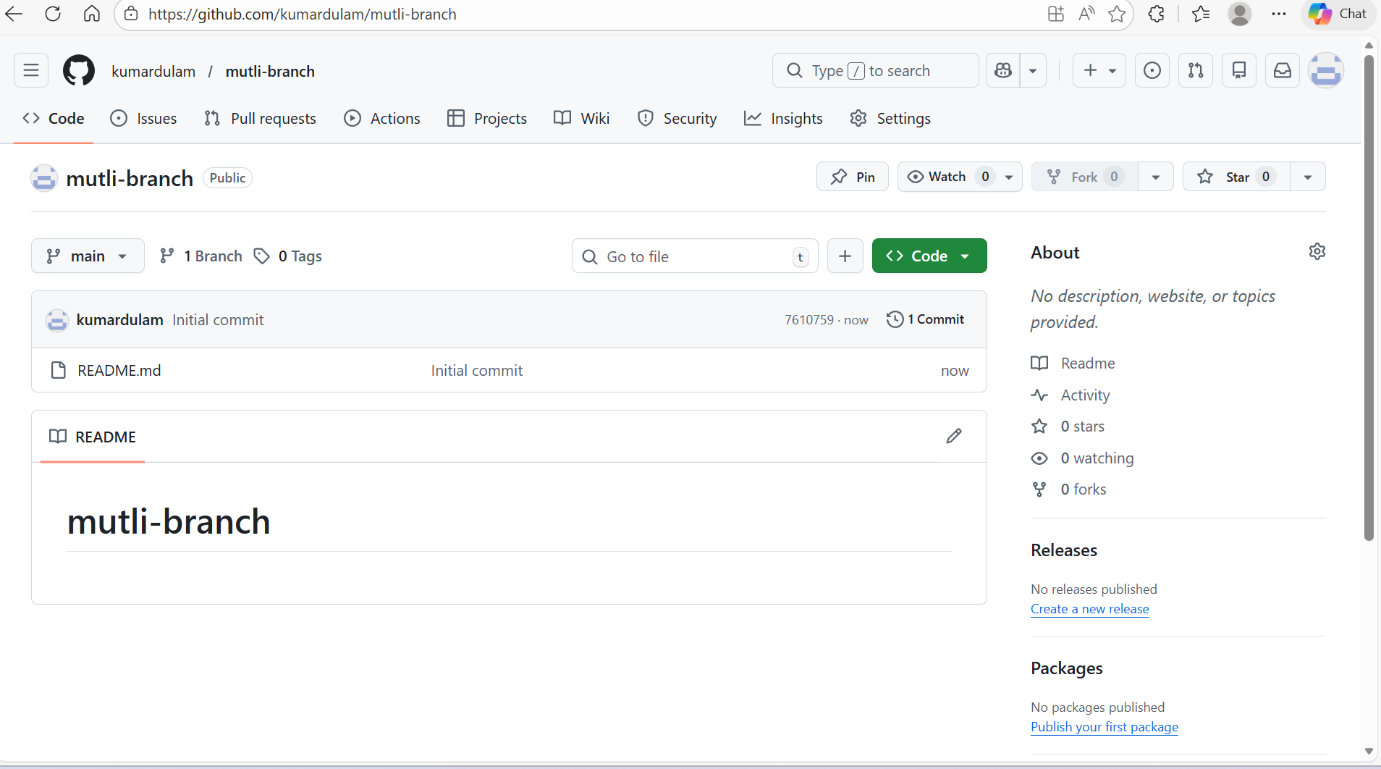 https://github.com/kumardulam/mutli-branch
Chat
kumardulam / mutli-branch
Type / to search
Code Issues Pull requests Actions Projects Wiki Security Insights Settings
mutli-branch Public
Pin Watch 0 Fork 0 Star 0
main 1 Branch 0 Tags
Go to file t
Code
kumardulam Initial commit 7610759 · now 1 Commit
README.md Initial commit now
README
mutli-branch
About
No description, website, or topics
provided.
Readme
Activity
0 stars
0 watching
0 forks
Releases
No releases published
Create a new release
Packages
No packages published
Publish your first package